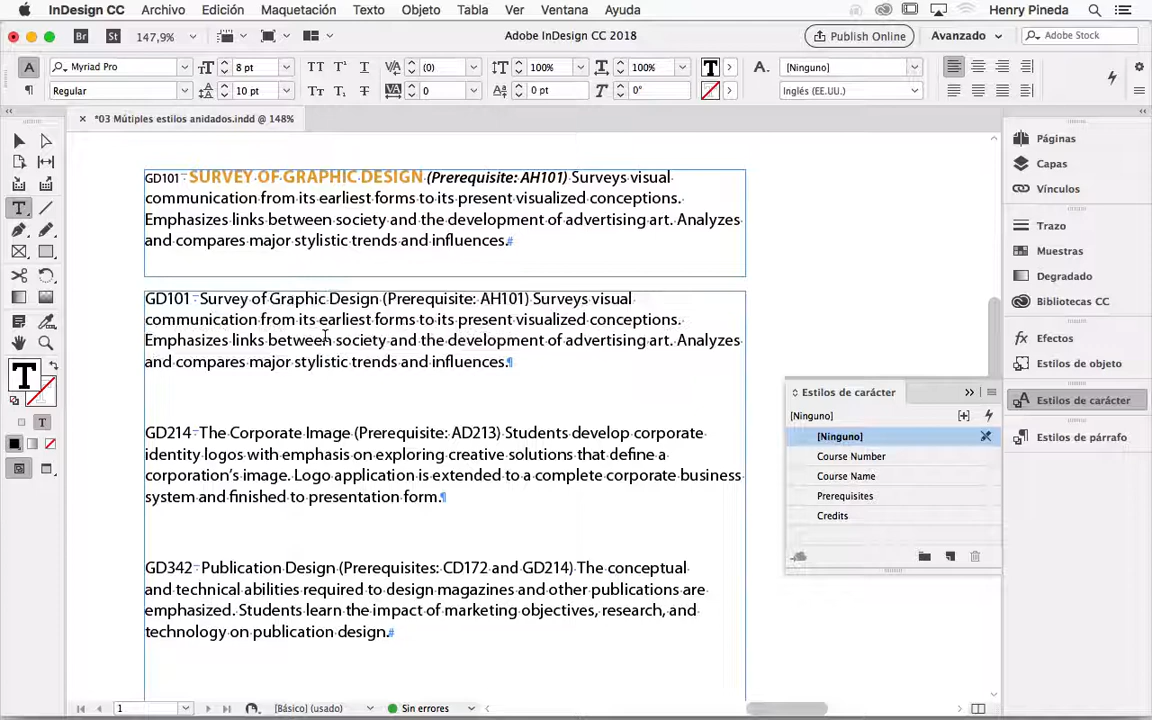 InDesign CC Archivo Edición Maquetación Texto Objeto Tabla Ver Ventana Ayuda Henry Pineda
Br St 147,9% Adobe InDesign CC 2018 Publish Online Avanzado Adobe Stock
A Myriad Pro 8 pt TT T¹ T VA (0) 100% 100% T A. [Ninguno]
¶ Regular 10 pt Tт T₁ T VA 0 0 pt 0° Inglés (EE.UU.)
*03 Mútiples estilos anidados.indd @ 148%
GD101 SURVEY OF GRAPHIC DESIGN (Prerequisite: AH101) Surveys visual
communication from its earliest forms to its present visualized conceptions.
Emphasizes links between society and the development of advertising art. Analyzes
and compares major stylistic trends and influences.#
GD101 Survey of Graphic Design (Prerequisite: AH101) Surveys visual
communication from its earliest forms to its present visualized conceptions.
Emphasizes links between society and the development of advertising art. Analyzes
and compares major stylistic trends and influences.¶
GD214 The Corporate Image (Prerequisite: AD213) Students develop corporate
identity logos with emphasis on exploring creative solutions that define a
corporation's image. Logo application is extended to a complete corporate business
system and finished to presentation form.¶
GD342 Publication Design (Prerequisites: CD172 and GD214) The conceptual
and technical abilities required to design magazines and other publications are
emphasized. Students learn the impact of marketing objectives, research, and
technology on publication design.#
Páginas
Capas
Vínculos
Trazo
Muestras
Degradado
Bibliotecas CC
Efectos
Estilos de objeto
Estilos de carácter
Estilos de párrafo
Estilos de carácter
[Ninguno]
[Ninguno]
Course Number
Course Name
Prerequisites
Credits
1 [Básico] (usado) Sin errores